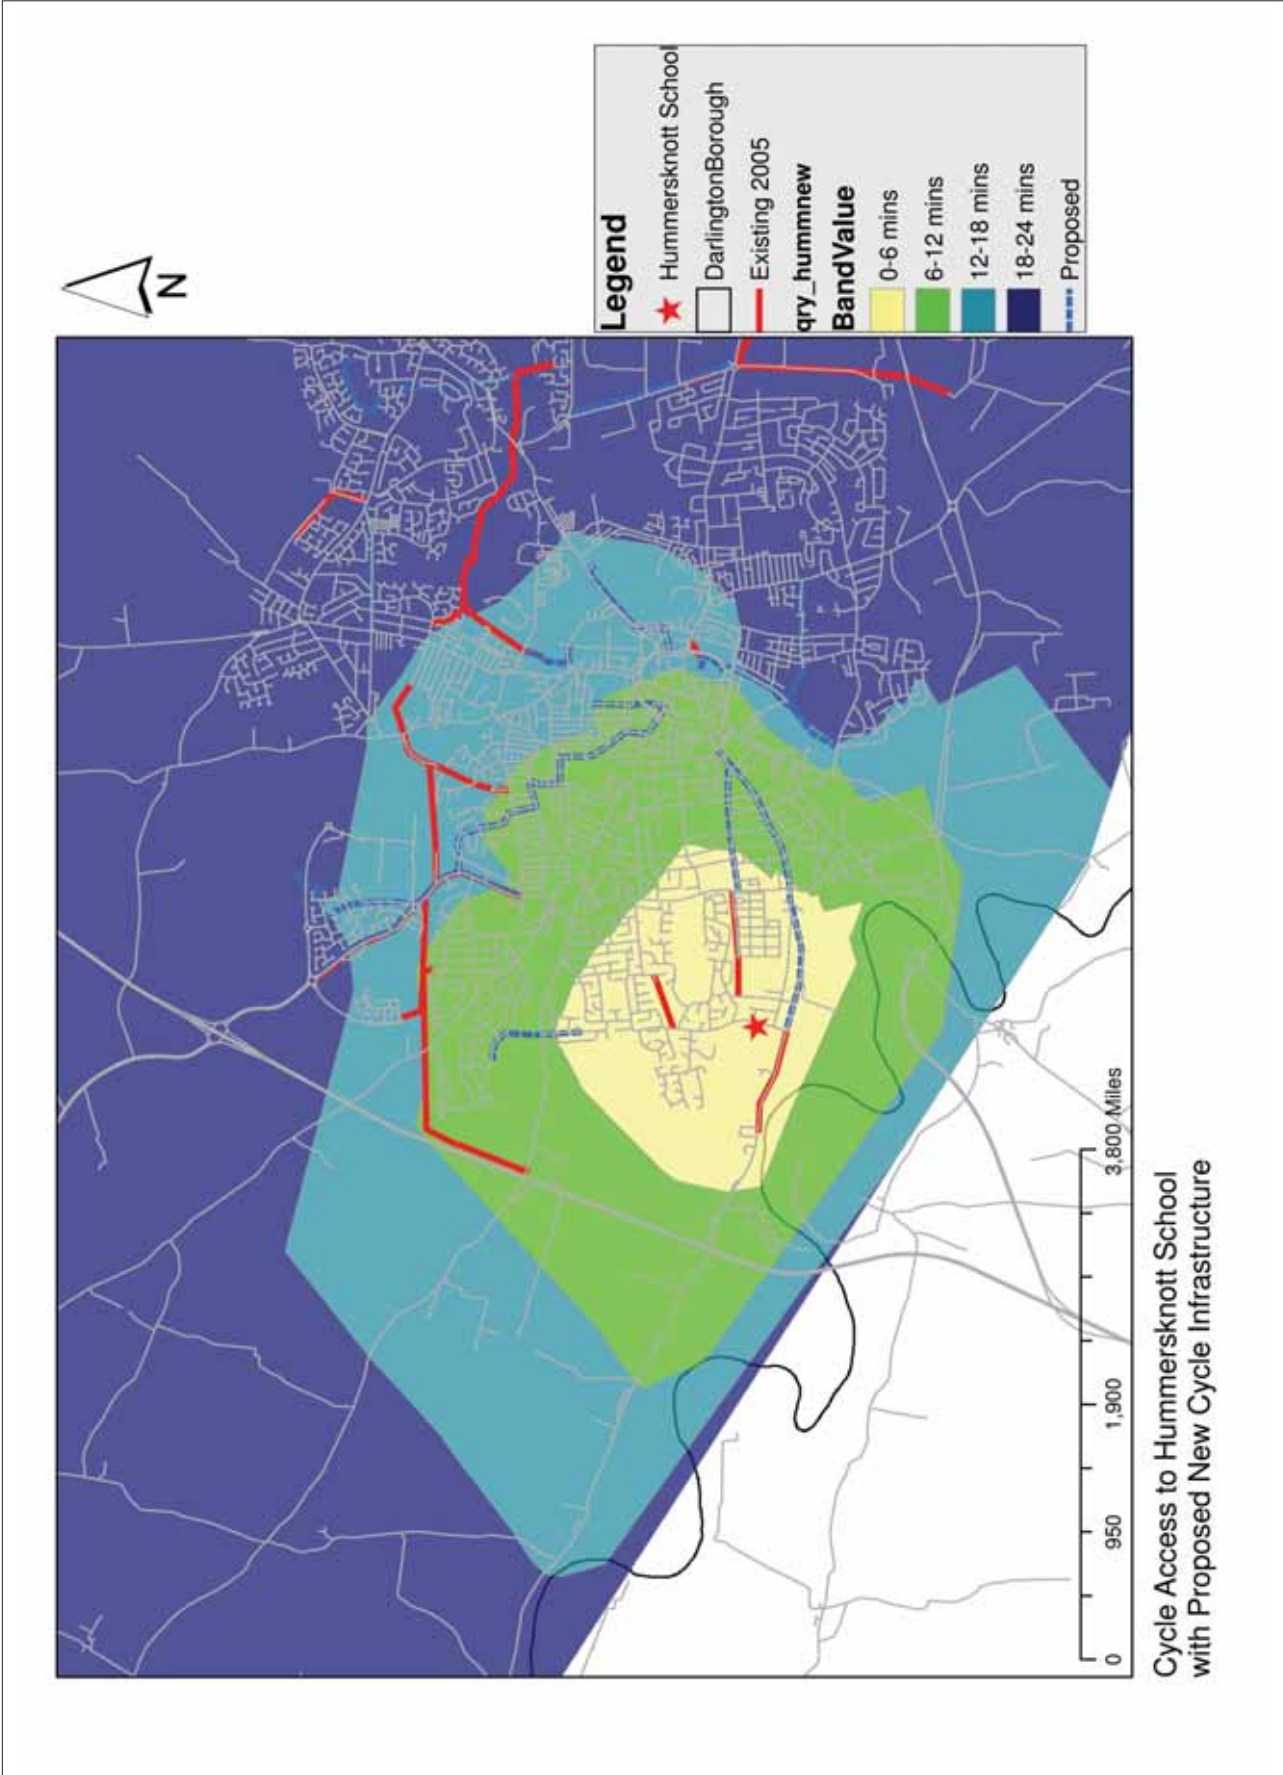 N
Legend
Hummersknott School
DarlingtonBorough
Existing 2005
qry_hummnew
BandValue
0-6 mins
6-12 mins
12-18 mins
18-24 mins
Proposed
0 950 1,900 3,800 Miles
Cycle Access to Hummersknott School
with Proposed New Cycle Infrastructure